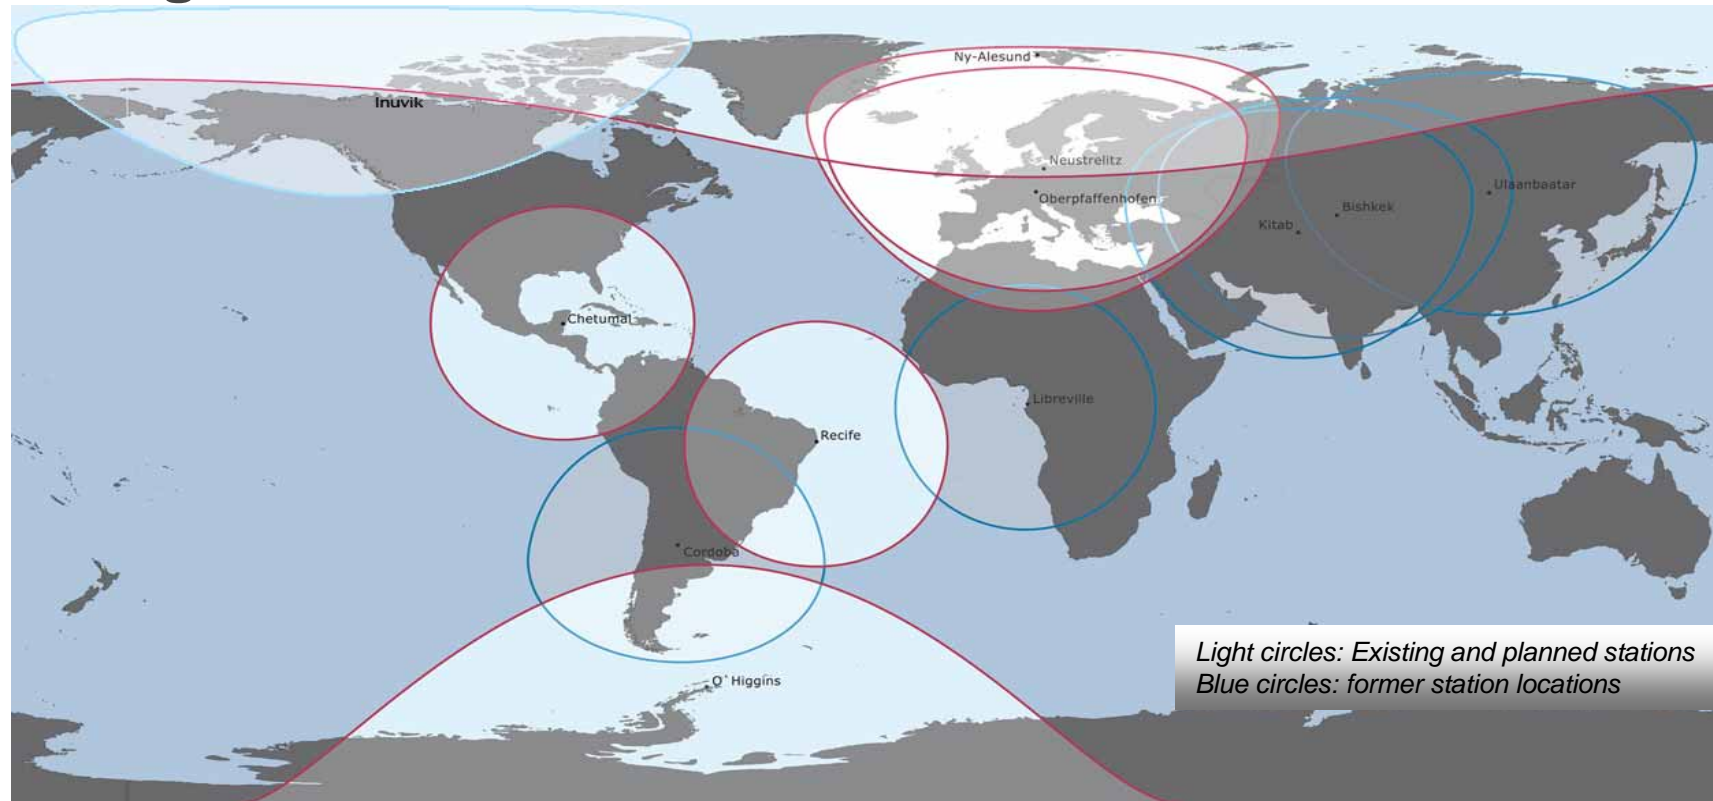 Ny-Alesund
Inuvik
Neustrelitz
Oberpfaffenhofen
Ulaanbaatar
Bishkek
Kitab
Chetumal
Libreville
Recife
Cordoba
O`Higgins
Light circles: Existing and planned stations
Blue circles: former station locations